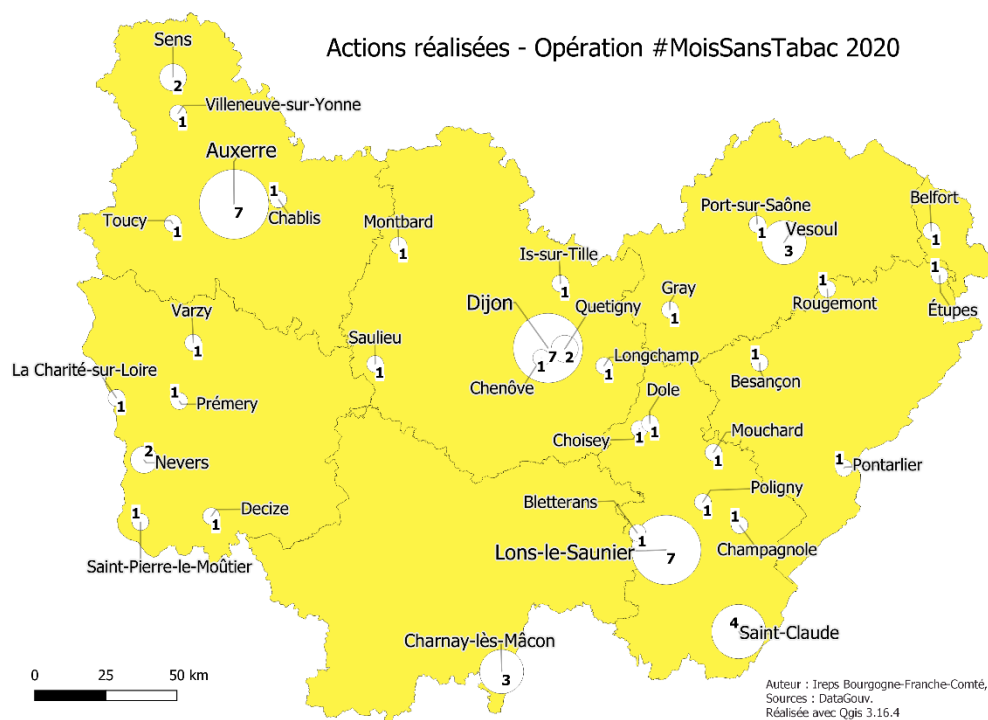 Actions réalisées - Opération #MoisSansTabac 2020
Sens
2
Villeneuve-sur-Yonne
1
Auxerre
7
1
Chablis
Toucy
1
Montbard
1
Port-sur-Saône
1
Vesoul
3
Belfort
1
Is-sur-Tille
1
Rougemont
1
1
Étupes
Gray
1
Dijon
7
Quetigny
2
Chenôve
1
Longchamp
1
Varzy
1
Saulieu
1
La Charité-sur-Loire
1
1
Prémery
1
Besançon
Dole
1
Choisey
1
Mouchard
1
2
Nevers
1
Pontarlier
Poligny
1
Bletterans
1
1
Champagnole
Decize
1
1
Saint-Pierre-le-Moûtier
Lons-le-Saunier
7
4
Saint-Claude
Charnay-lès-Mâcon
3
0 25 50 km
Auteur : Ireps Bourgogne-Franche-Comté,
Sources : DataGouv.
Réalisée avec Qgis 3.16.4